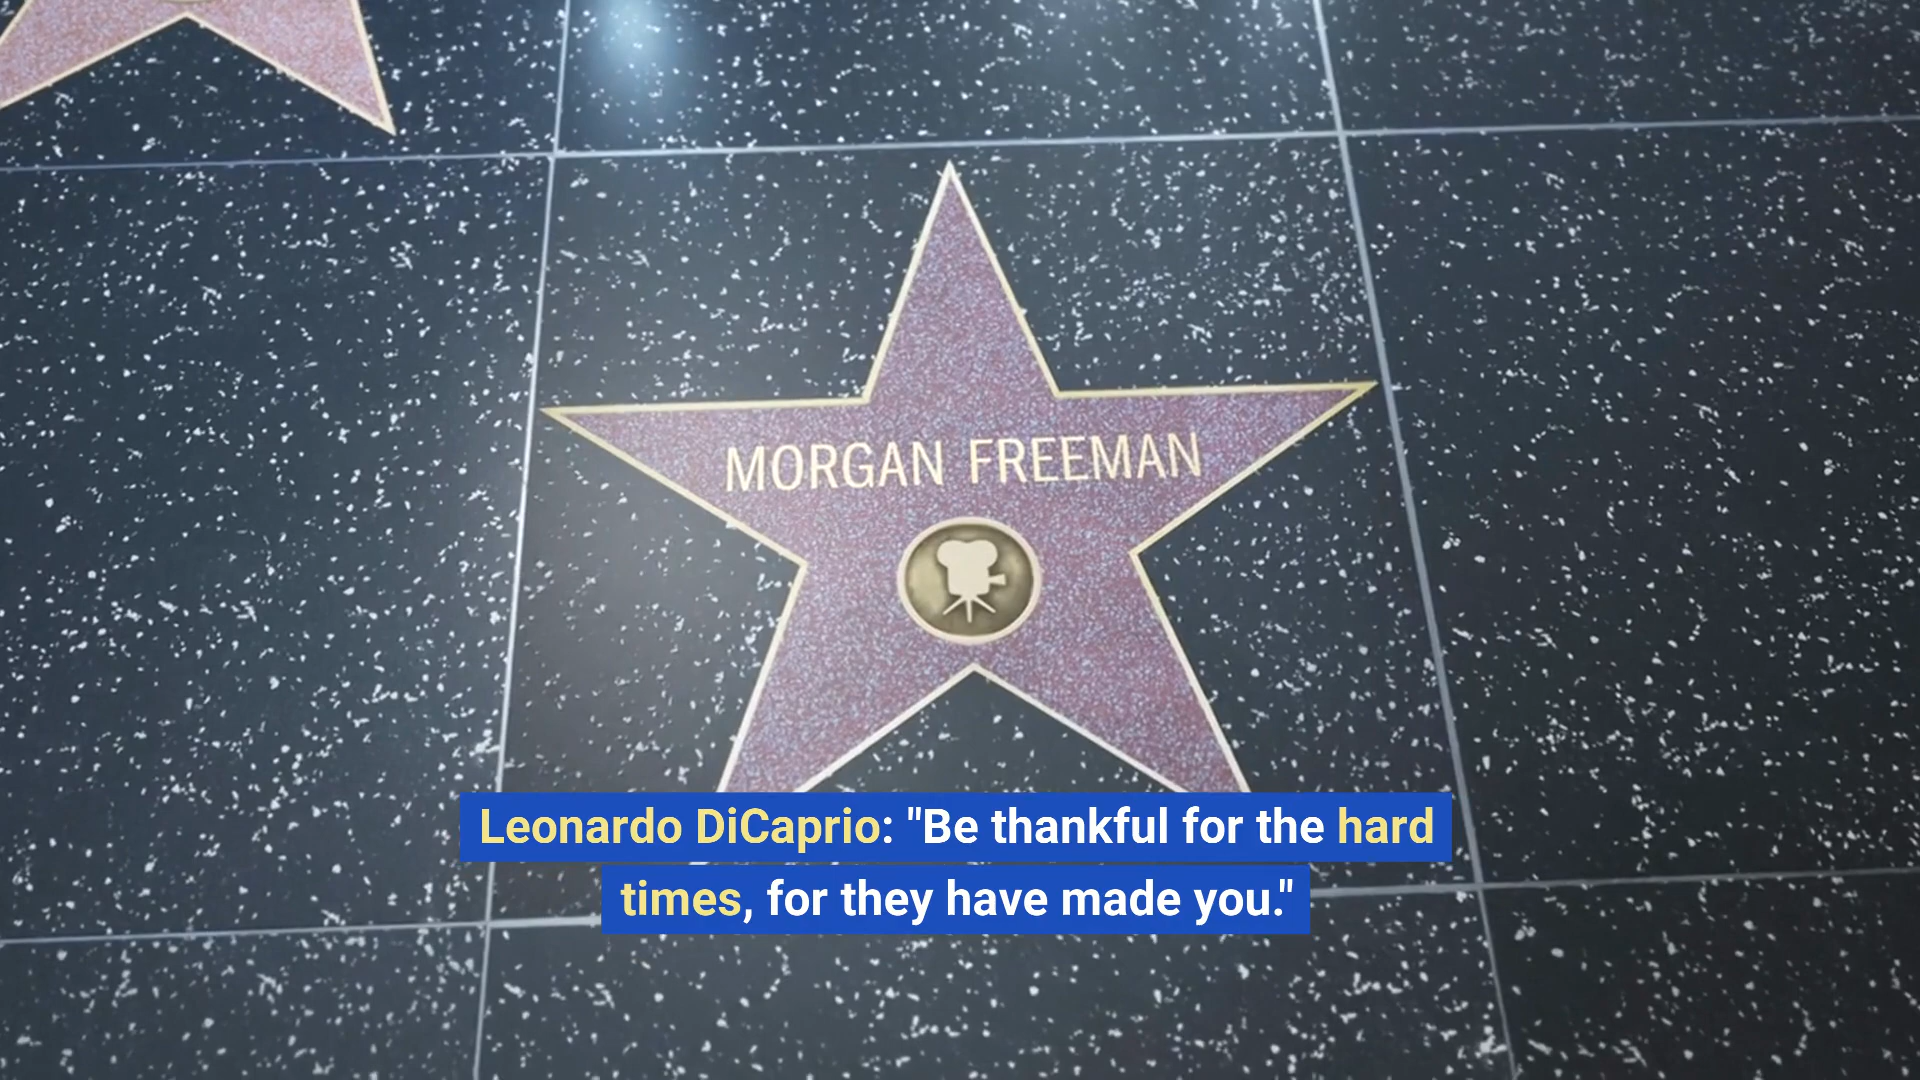 MORGAN FREEMAN
Leonardo DiCaprio: "Be thankful for the hard
times, for they have made you."